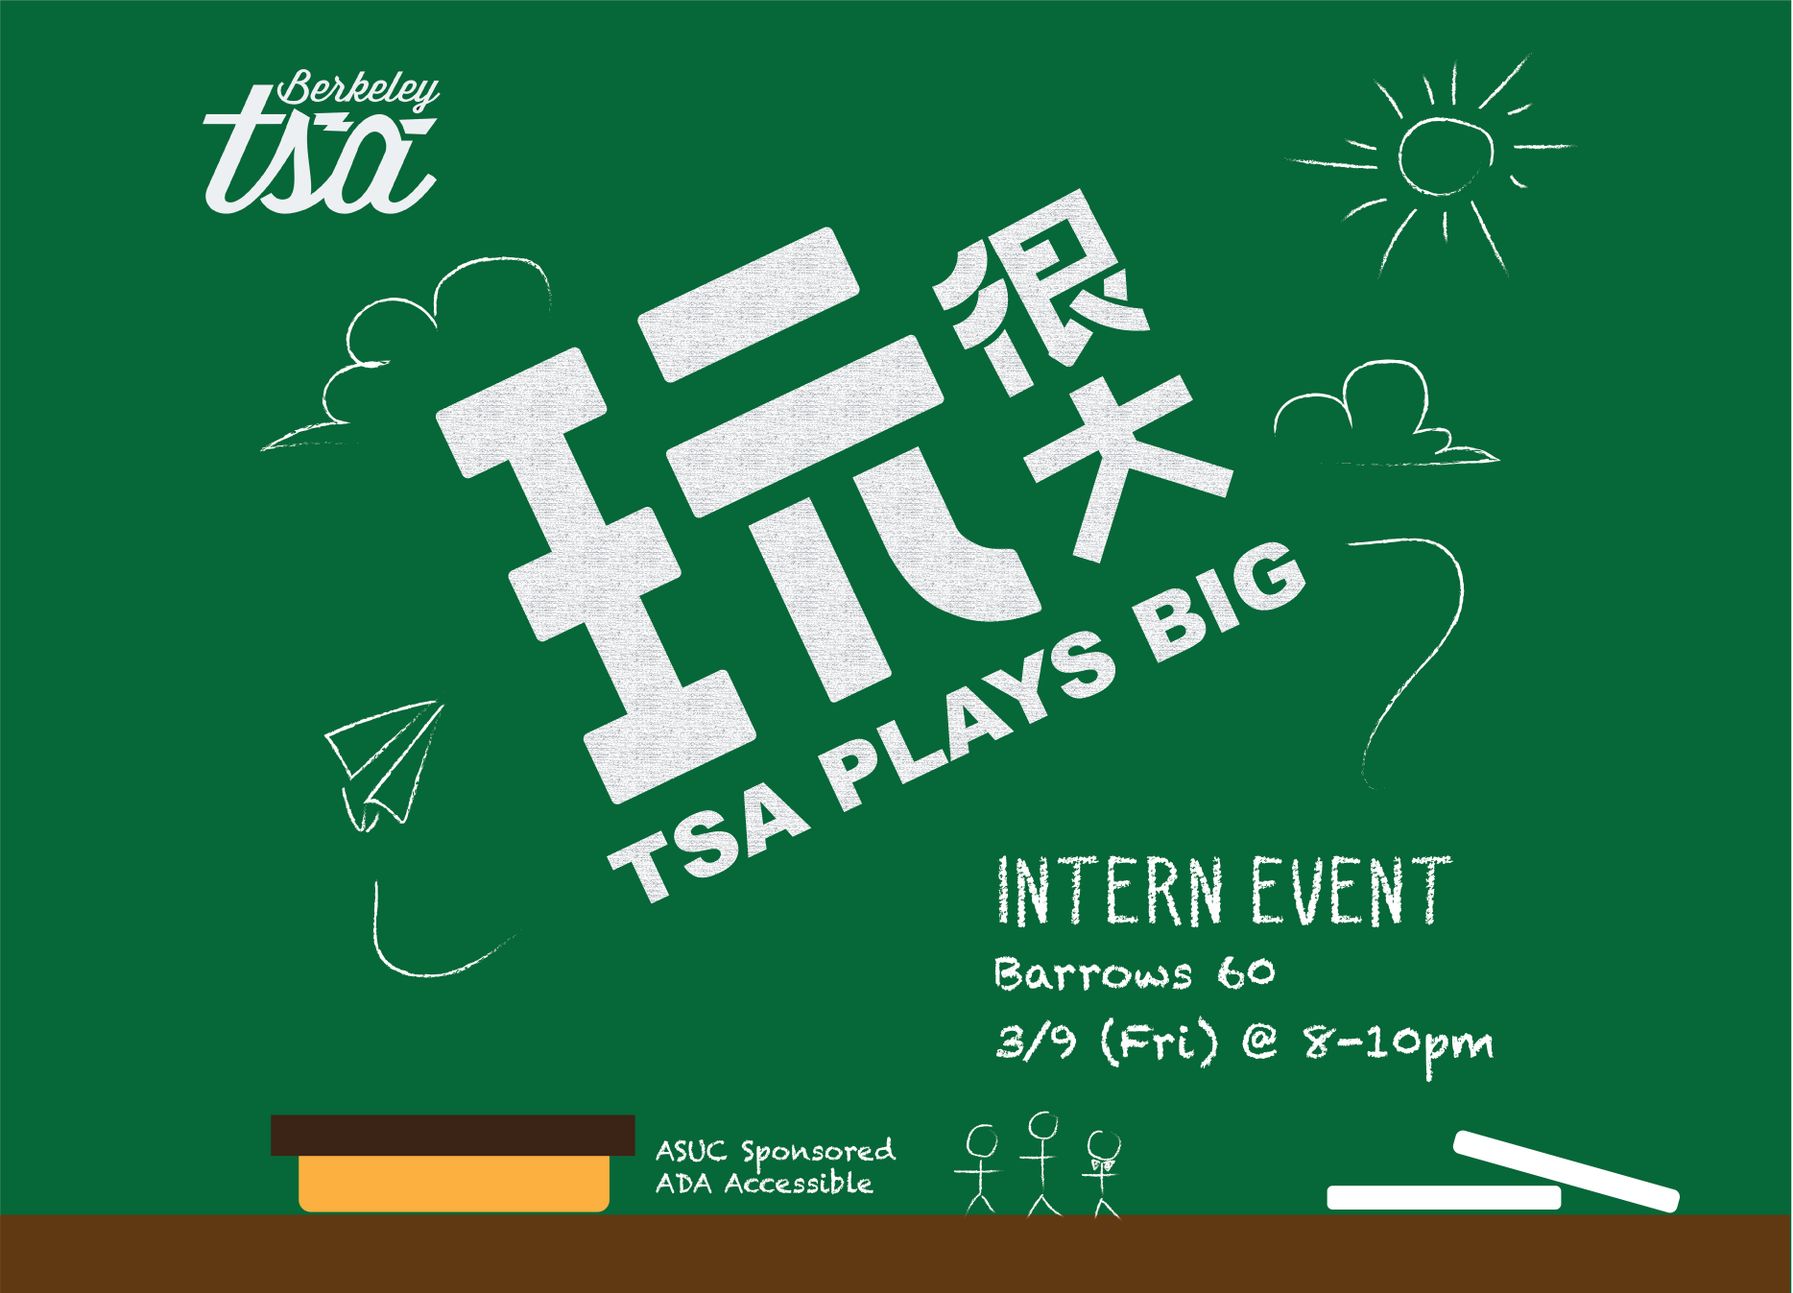 Berkeley
tsa
玩很大
TSA PLAYS BIG
INTERN EVENT
Barrows 60
3/9 (Fri) @ 8-10pm
ASUC Sponsored
ADA Accessible